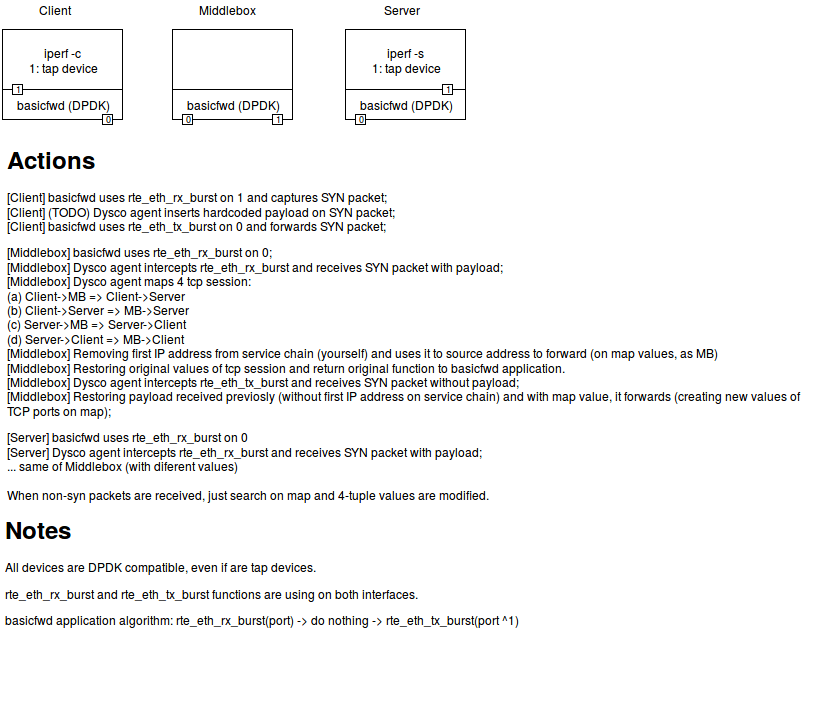 Client
Middlebox
Server
iperf -c
1: tap device
iperf -s
1: tap device
1
1
basicfwd (DPDK)
basicfwd (DPDK)
basicfwd (DPDK)
0
0
1
0
Actions
[Client] basicfwd uses rte_eth_rx_burst on 1 and captures SYN packet;
[Client] (TODO) Dysco agent inserts hardcoded payload on SYN packet;
[Client] basicfwd uses rte_eth_tx_burst on 0 and forwards SYN packet;
[Middlebox] basicfwd uses rte_eth_rx_burst on 0;
[Middlebox] Dysco agent intercepts rte_eth_rx_burst and receives SYN packet with payload;
[Middlebox] Dysco agent maps 4 tcp session:
(a) Client->MB => Client->Server
(b) Client->Server => MB->Server
(c) Server->MB => Server->Client
(d) Server->Client => MB->Client
[Middlebox] Removing first IP address from service chain (yourself) and uses it to source address to forward (on map values, as MB)
[Middlebox] Restoring original values of tcp session and return original function to basicfwd application.
[Middlebox] Dysco agent intercepts rte_eth_tx_burst and receives SYN packet without payload;
[Middlebox] Restoring payload received previosly (without first IP address on service chain) and with map value, it forwards (creating new values of
TCP ports on map);
[Server] basicfwd uses rte_eth_rx_burst on 0
[Server] Dysco agent intercepts rte_eth_rx_burst and receives SYN packet with payload;
... same of Middlebox (with diferent values)
When non-syn packets are received, just search on map and 4-tuple values are modified.
Notes
All devices are DPDK compatible, even if are tap devices.
rte_eth_rx_burst and rte_eth_tx_burst functions are using on both interfaces.
basicfwd application algorithm: rte_eth_rx_burst(port) -> do nothing -> rte_eth_tx_burst(port ^1)